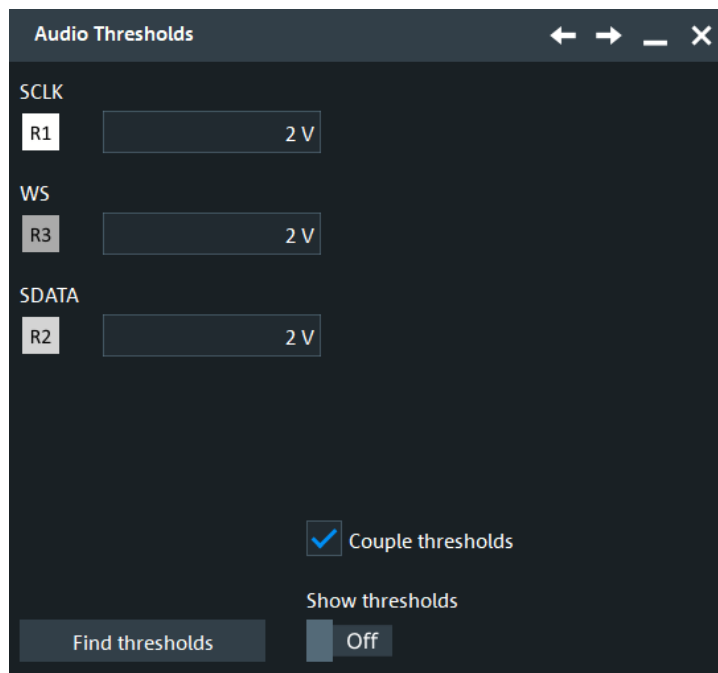 Audio Thresholds
SCLK
R1 2 V
WS
R3 2 V
SDATA
R2 2 V
Couple thresholds
Show thresholds
Find thresholds Off